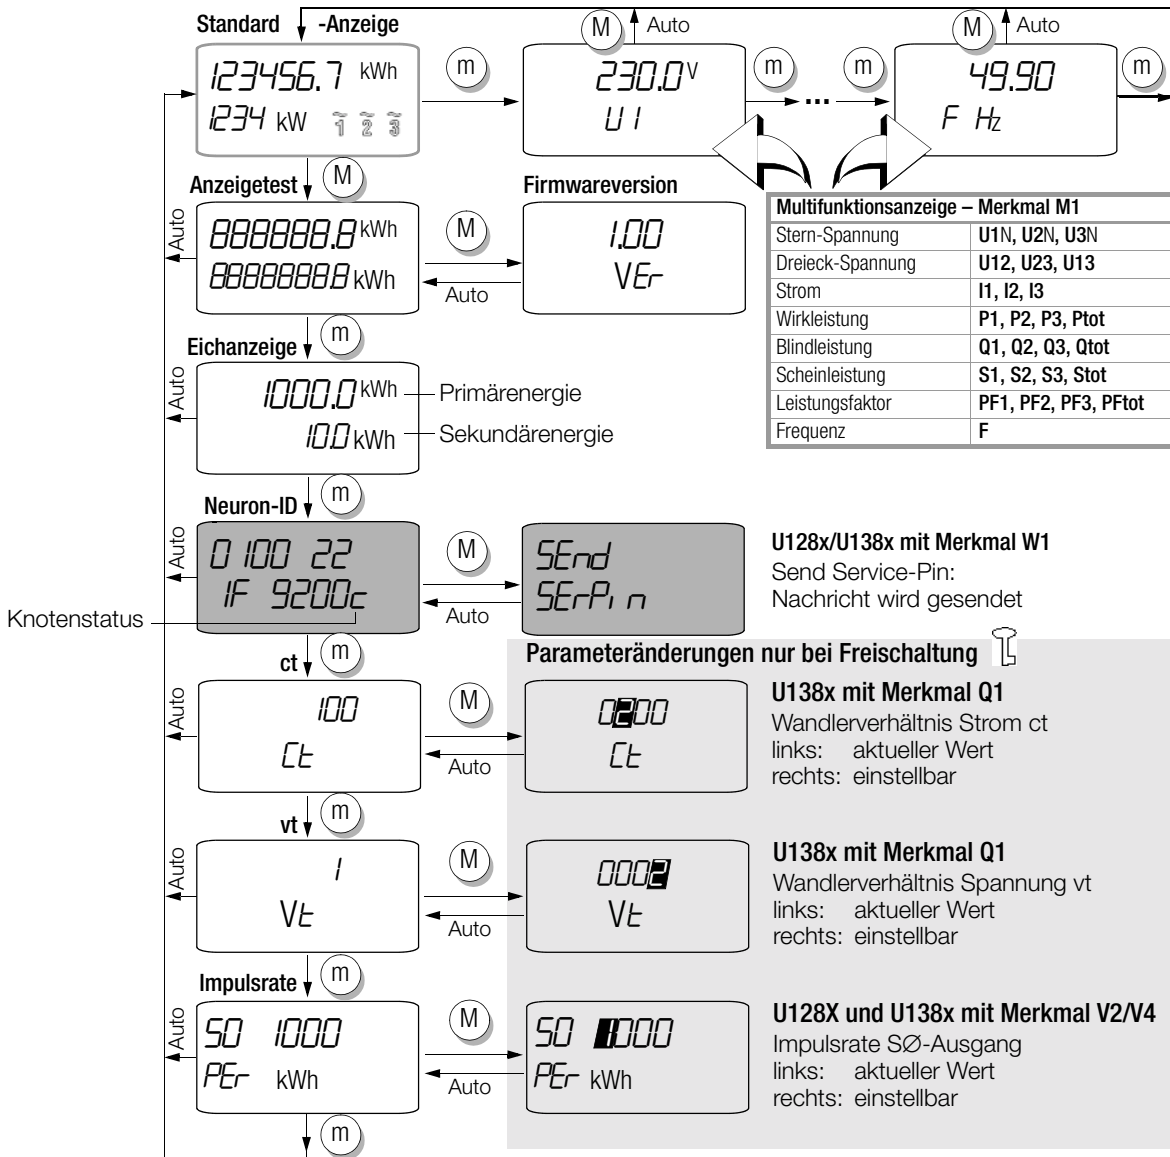 Standard -Anzeige
M Auto
M Auto
123456.7 kWh
1234 kW 1 2 3
m
230.0 V
U1
m
...
m
49.90
F Hz
m
Anzeigetest
M
Auto
888888.8 kWh
8888888.8 kWh
M
Auto
Firmwareversion
1.00
VEr
Multifunktionsanzeige – Merkmal M1
Stern-Spannung U1N, U2N, U3N
Dreieck-Spannung U12, U23, U13
Strom I1, I2, I3
Wirkleistung P1, P2, P3, Ptot
Blindleistung Q1, Q2, Q3, Qtot
Scheinleistung S1, S2, S3, Stot
Leistungsfaktor PF1, PF2, PF3, PFtot
Frequenz F
Eichanzeige
m
Auto
1000.0 kWh Primärenergie
10.0 kWh Sekundärenergie
Neuron-ID
m
Auto
0 100 22
1F 9200c
Knotenstatus
M
Auto
SEnd
SErPin
U128x/U138x mit Merkmal W1
Send Service-Pin:
Nachricht wird gesendet
Parameteränderungen nur bei Freischaltung
ct
m
Auto
100
Ct
M
Auto
0200
Ct
U138x mit Merkmal Q1
Wandlerverhältnis Strom ct
links: aktueller Wert
rechts: einstellbar
vt
m
Auto
1
Vt
M
Auto
0002
Vt
U138x mit Merkmal Q1
Wandlerverhältnis Spannung vt
links: aktueller Wert
rechts: einstellbar
Impulsrate
m
Auto
S0 1000
PEr kWh
M
Auto
S0 1000
PEr kWh
U128X und U138x mit Merkmal V2/V4
Impulsrate SØ-Ausgang
links: aktueller Wert
rechts: einstellbar
m